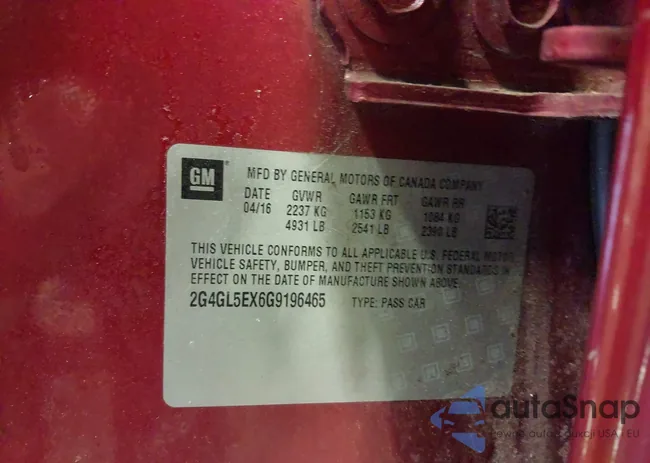 GM
MFD BY GENERAL MOTORS OF CANADA COMPANY
DATE GVWR GAWR FRT GAWR RR
04/16 2237 KG 1153 KG 1084 KG
4931 LB 2541 LB 2390 LB
THIS VEHICLE CONFORMS TO ALL APPLICABLE U.S. FEDERAL MOTOR
VEHICLE SAFETY, BUMPER, AND THEFT PREVENTION STANDARDS IN
EFFECT ON THE DATE OF MANUFACTURE SHOWN ABOVE.
2G4GL5EX6G9196465 TYPE: PASS CAR
autoSnap
USA EU